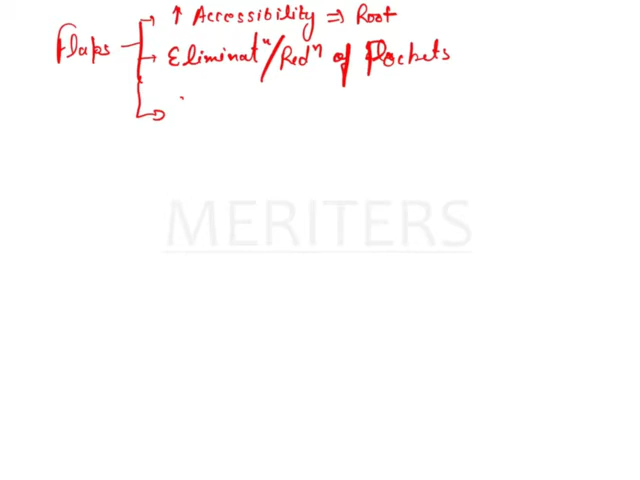 ↑ Accessibility ⇒ Root
Flaps → Eliminatⁿ/Redⁿ of Pockets
MERITERS